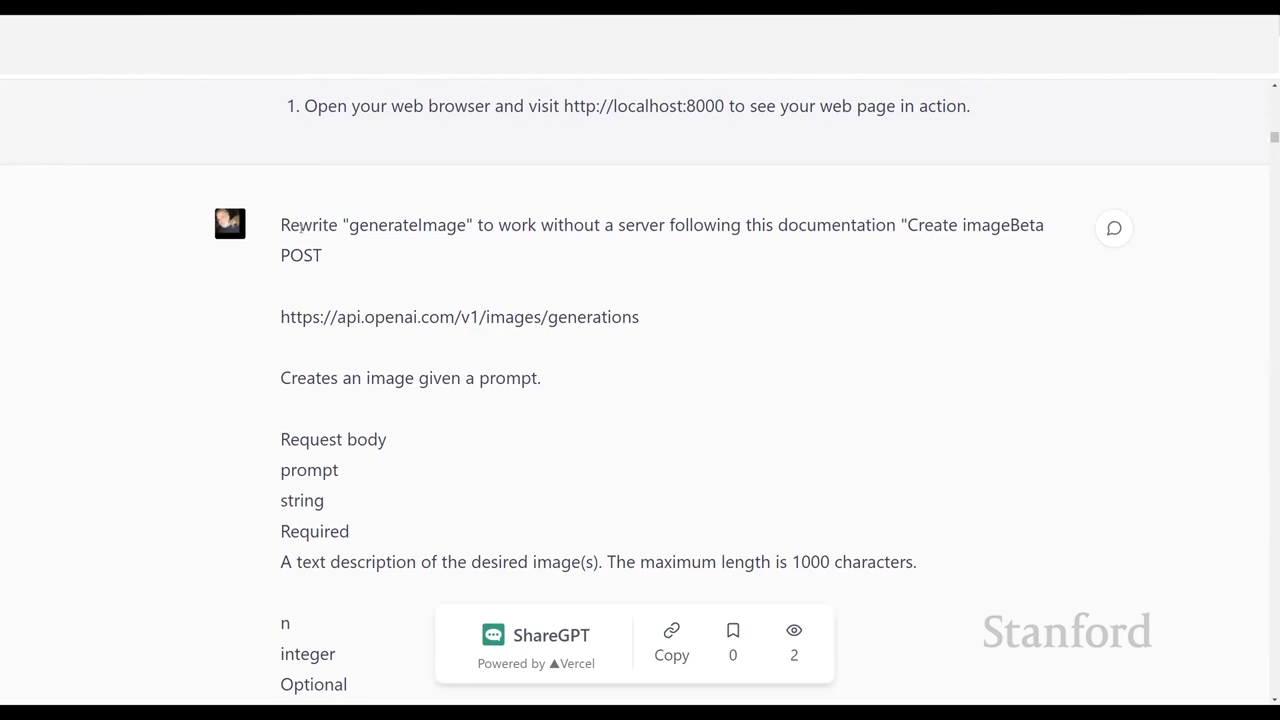 1. Open your web browser and visit http://localhost:8000 to see your web page in action.
Rewrite "generateImage" to work without a server following this documentation "Create imageBeta
POST
https://api.openai.com/v1/images/generations
Creates an image given a prompt.
Request body
prompt
string
Required
A text description of the desired image(s). The maximum length is 1000 characters.
n
integer
Optional
ShareGPT
Powered by ▲Vercel
Copy
0
2
Stanford